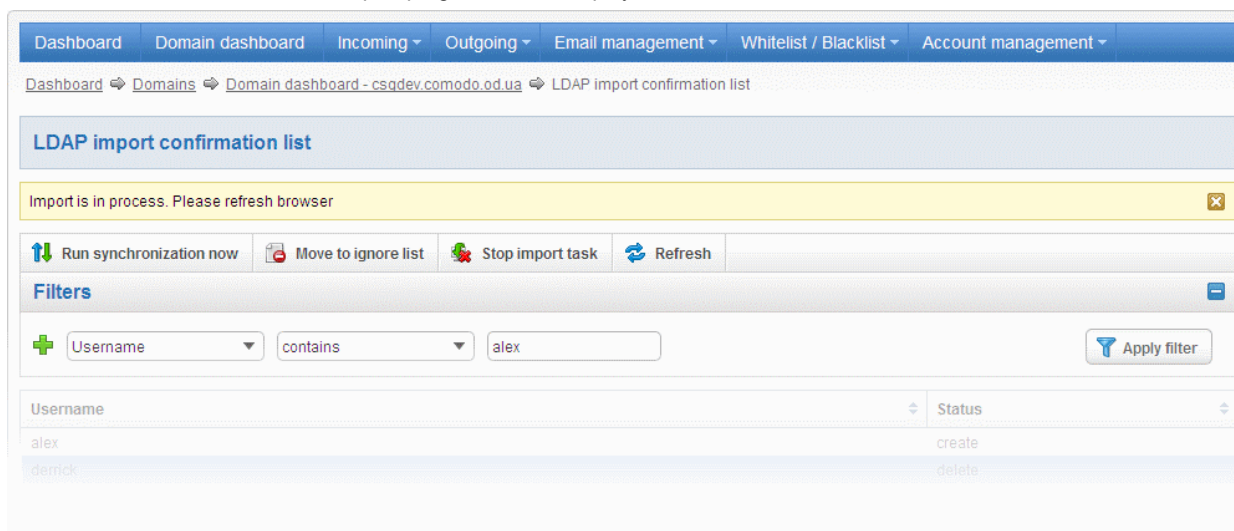 Dashboard Domain dashboard Incoming Outgoing Email management Whitelist / Blacklist Account management
Dashboard Domains Domain dashboard - csgdev.comodo.od.ua LDAP import confirmation list
LDAP import confirmation list
Import is in process. Please refresh browser
Run synchronization now Move to ignore list Stop import task Refresh
Filters
Username contains alex Apply filter
Username Status
alex create
derrick delete